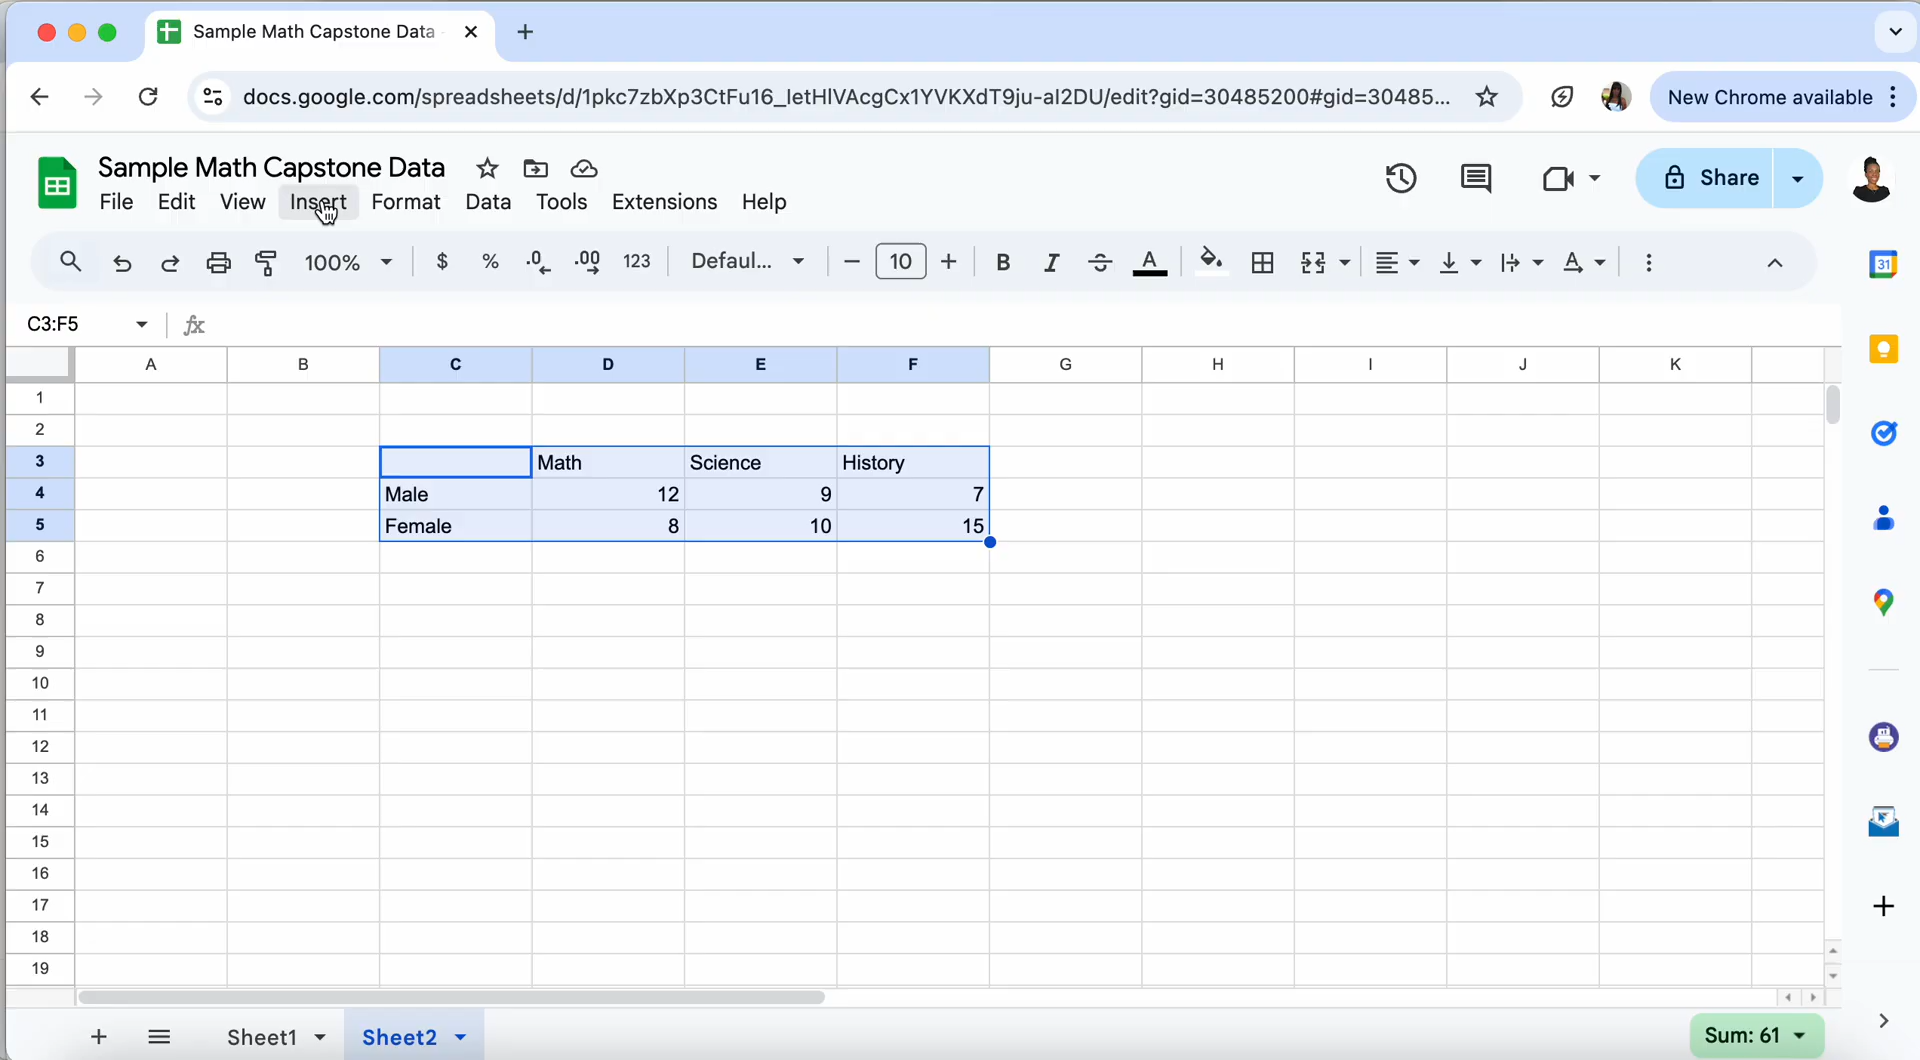 Sample Math Capstone Data
docs.google.com/spreadsheets/d/1pkc7zbXp3CtFu16_letHlVAcgCx1YVKXdT9ju-al2DU/edit?gid=30485200#gid=30485...
New Chrome available
Sample Math Capstone Data
File Edit View Insert Format Data Tools Extensions Help
Share
100% $ % .0 .00 123 Defaul... 10 B I S A A
C3:F5 fx
31
A B C D E F G H I J K
1
2
3 Math Science History
4 Male 12 9 7
5 Female 8 10 15
6
7
8
9
10
11
12
13
14
15
16
17
18
19
Sheet1 Sheet2 Sum: 61